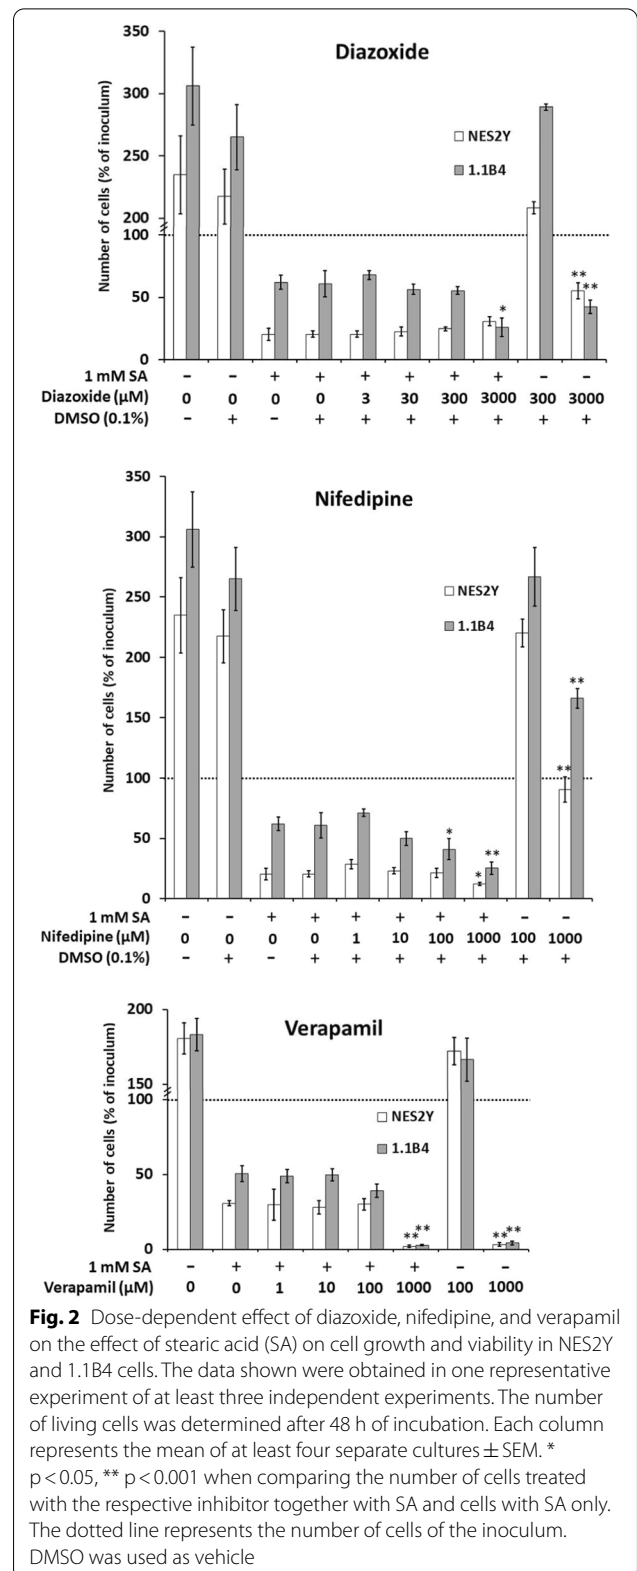 Diazoxide
Number of cells (% of inoculum)
350
300
250
200
100
50
0
NES2Y
1.1B4
*
**
**
1 mM SA – – + + + + + + – –
Diazoxide (µM) 0 0 0 0 3 30 300 3000 300 3000
DMSO (0.1%) – + – + + + + + + +
Nifedipine
Number of cells (% of inoculum)
350
300
250
200
150
100
50
0
NES2Y
1.1B4
*
*
**
**
**
1 mM SA – – + + + + + + – –
Nifedipine (µM) 0 0 0 0 1 10 100 1000 100 1000
DMSO (0.1%) – + – + + + + + + +
Verapamil
Number of cells (% of inoculum)
200
150
100
50
0
NES2Y
1.1B4
**
**
**
**
1 mM SA – + + + + + – –
Verapamil (µM) 0 0 1 10 100 1000 100 1000
Fig. 2 Dose-dependent effect of diazoxide, nifedipine, and verapamil
on the effect of stearic acid (SA) on cell growth and viability in NES2Y
and 1.1B4 cells. The data shown were obtained in one representative
experiment of at least three independent experiments. The number
of living cells was determined after 48 h of incubation. Each column
represents the mean of at least four separate cultures ± SEM. *
p < 0.05, ** p < 0.001 when comparing the number of cells treated
with the respective inhibitor together with SA and cells with SA only.
The dotted line represents the number of cells of the inoculum.
DMSO was used as vehicle